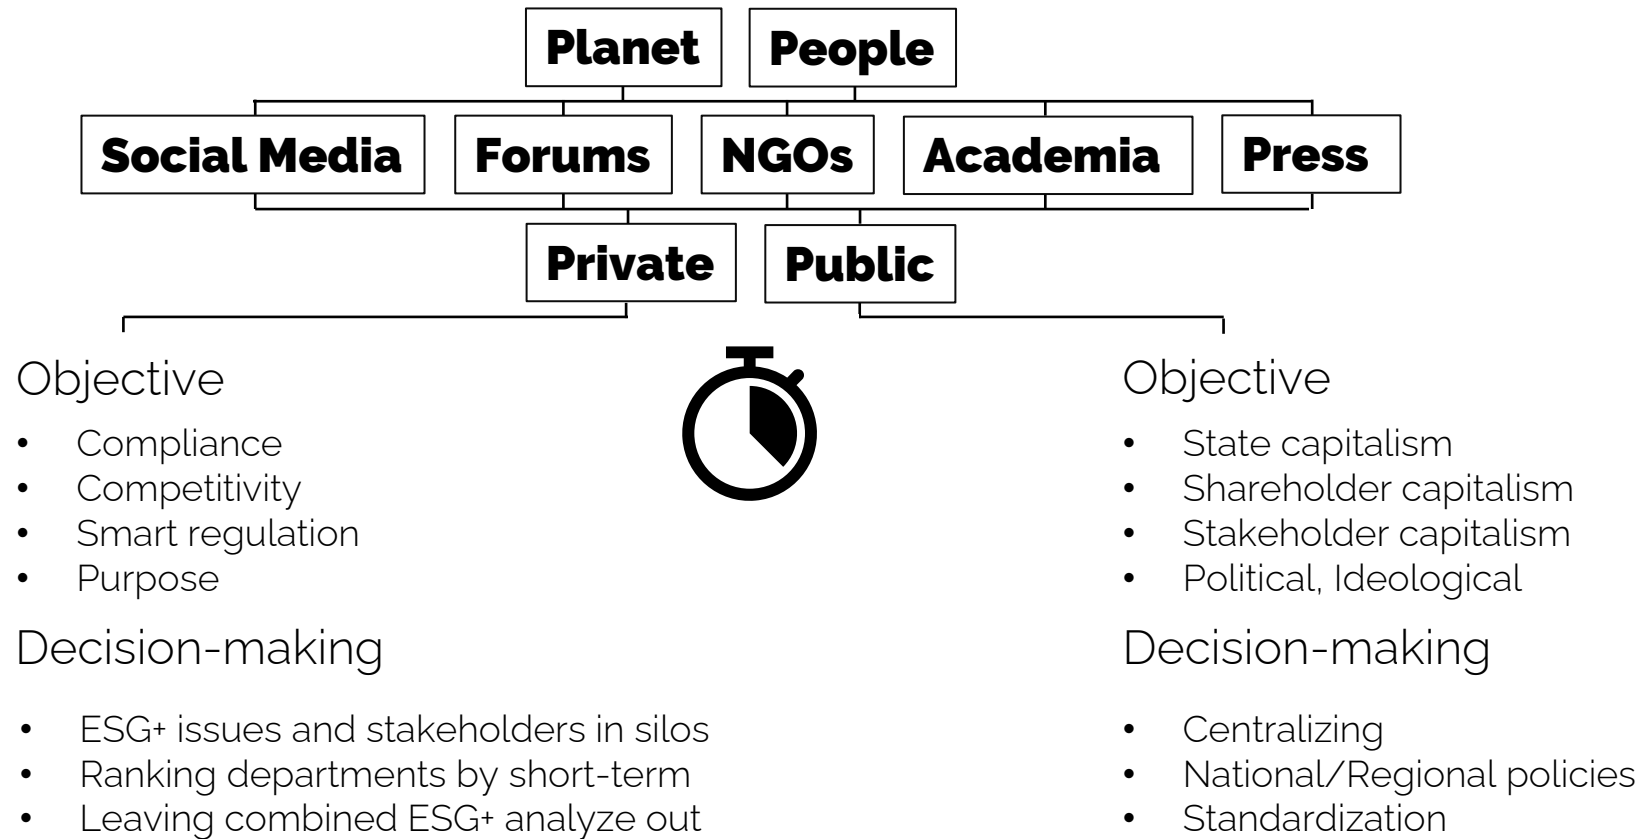 Planet People
Social Media Forums NGOs Academia Press
Private Public
Objective
• Compliance
• Competitivity
• Smart regulation
• Purpose
Decision-making
• ESG+ issues and stakeholders in silos
• Ranking departments by short-term
• Leaving combined ESG+ analyze out
Objective
• State capitalism
• Shareholder capitalism
• Stakeholder capitalism
• Political, Ideological
Decision-making
• Centralizing
• National/Regional policies
• Standardization